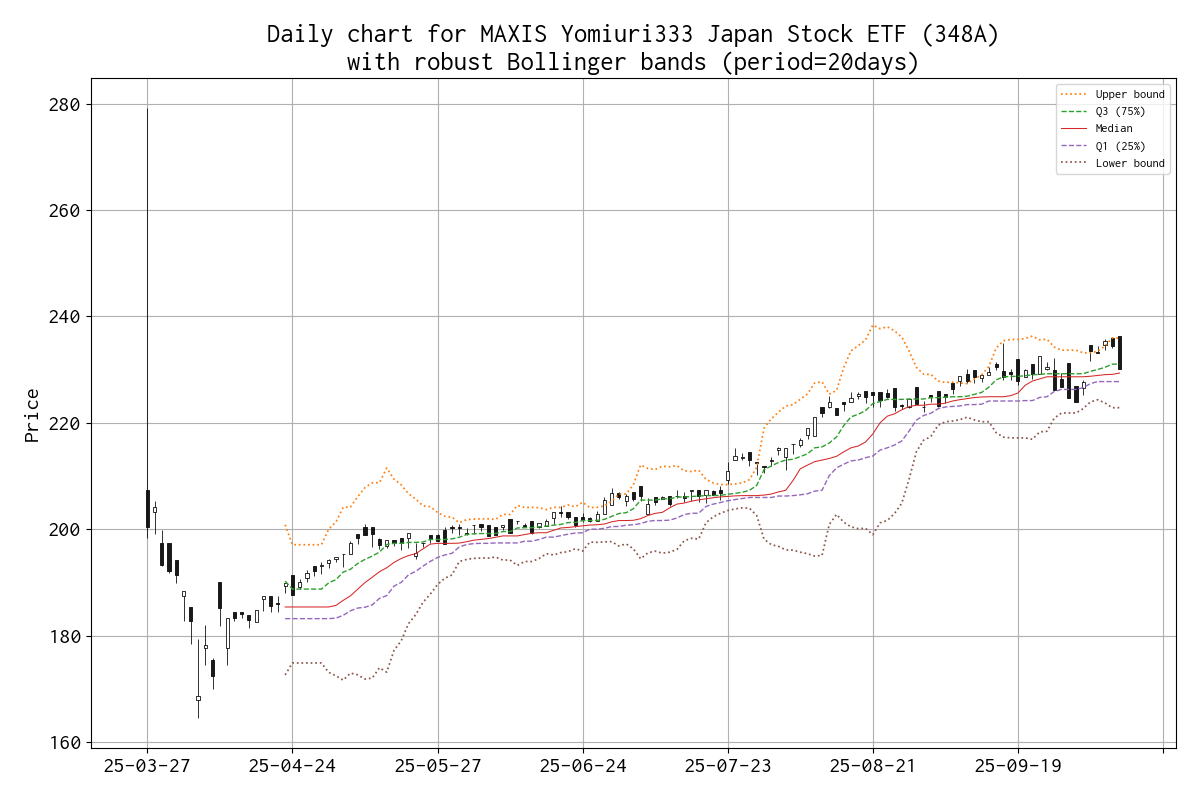 Daily chart for MAXIS Yomiuri333 Japan Stock ETF (348A)
with robust Bollinger bands (period=20days)
Upper bound
Q3 (75%)
Median
Q1 (25%)
Lower bound
Price
280
260
240
220
200
180
160
25-03-27
25-04-24
25-05-27
25-06-24
25-07-23
25-08-21
25-09-19